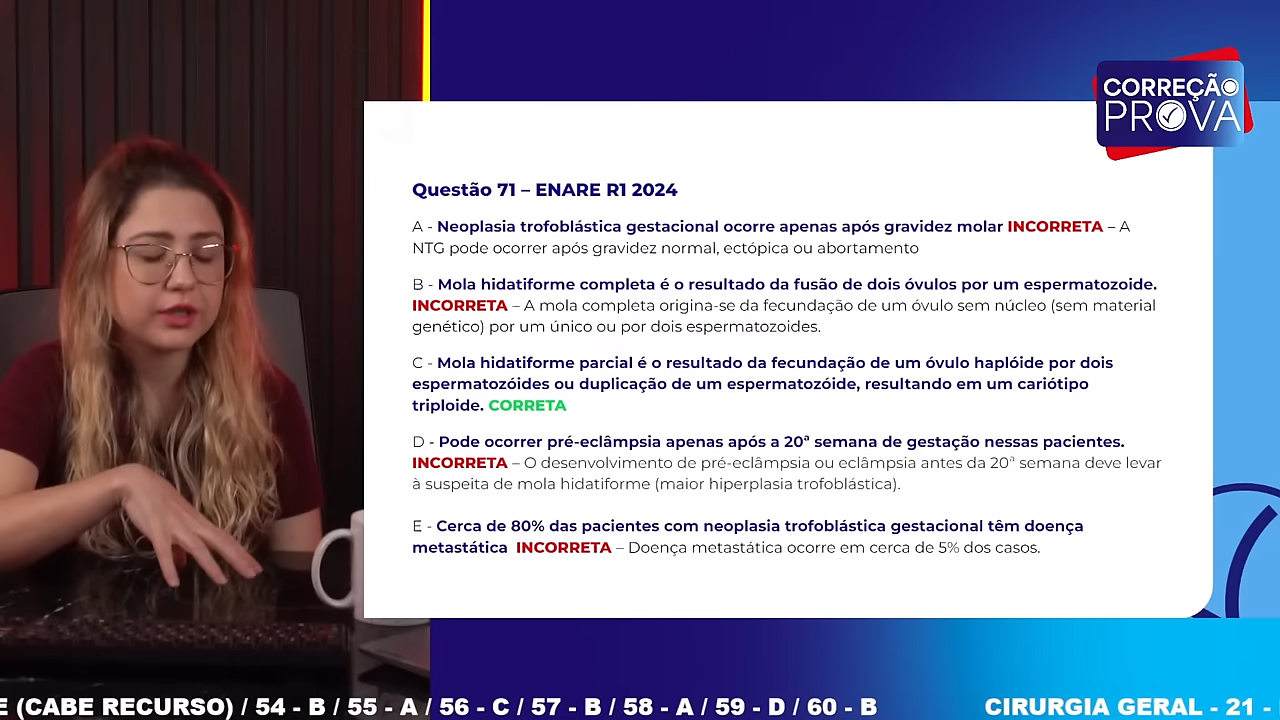 CORREÇÃO
PROVA
Questão 71 – ENARE R1 2024
A - Neoplasia trofoblástica gestacional ocorre apenas após gravidez molar INCORRETA – A
NTG pode ocorrer após gravidez normal, ectópica ou abortamento
B - Mola hidatiforme completa é o resultado da fusão de dois óvulos por um espermatozoide.
INCORRETA – A mola completa origina-se da fecundação de um óvulo sem núcleo (sem material
genético) por um único ou por dois espermatozoides.
C - Mola hidatiforme parcial é o resultado da fecundação de um óvulo haplóide por dois
espermatozóides ou duplicação de um espermatozóide, resultando em um cariótipo
triploide. CORRETA
D - Pode ocorrer pré-eclâmpsia apenas após a 20ª semana de gestação nessas pacientes.
INCORRETA – O desenvolvimento de pré-eclâmpsia ou eclâmpsia antes da 20ª semana deve levar
à suspeita de mola hidatiforme (maior hiperplasia trofoblástica).
E - Cerca de 80% das pacientes com neoplasia trofoblástica gestacional têm doença
metastática INCORRETA – Doença metastática ocorre em cerca de 5% dos casos.
E (CABE RECURSO) / 54 - B / 55 - A / 56 - C / 57 - B / 58 - A / 59 - D / 60 - B CIRURGIA GERAL - 21 -